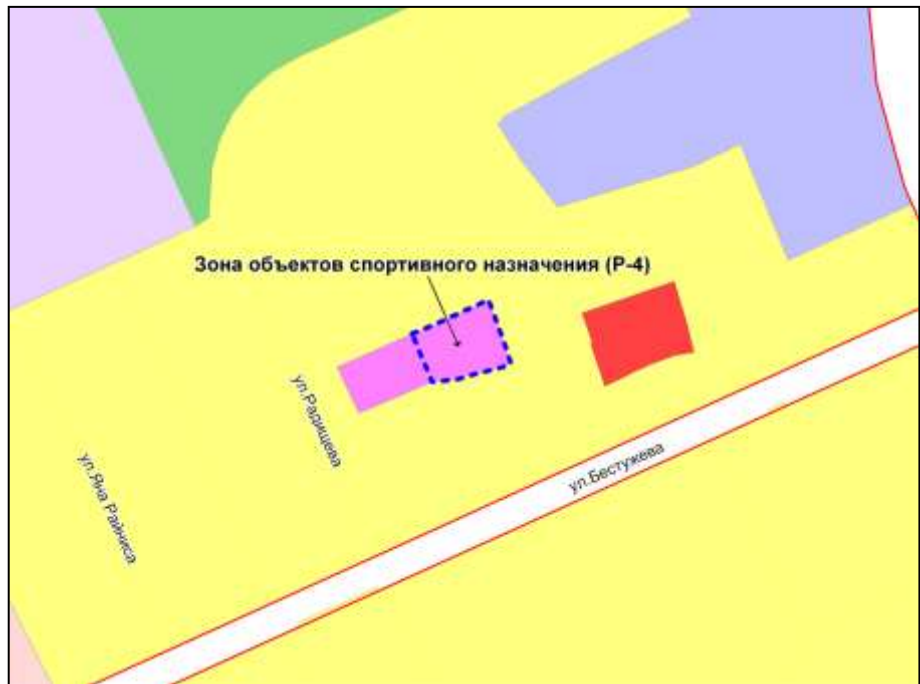 Зона объектов спортивного назначения (Р-4)
ул.Радищева
ул.Бестужева
ул.Яна Райниса